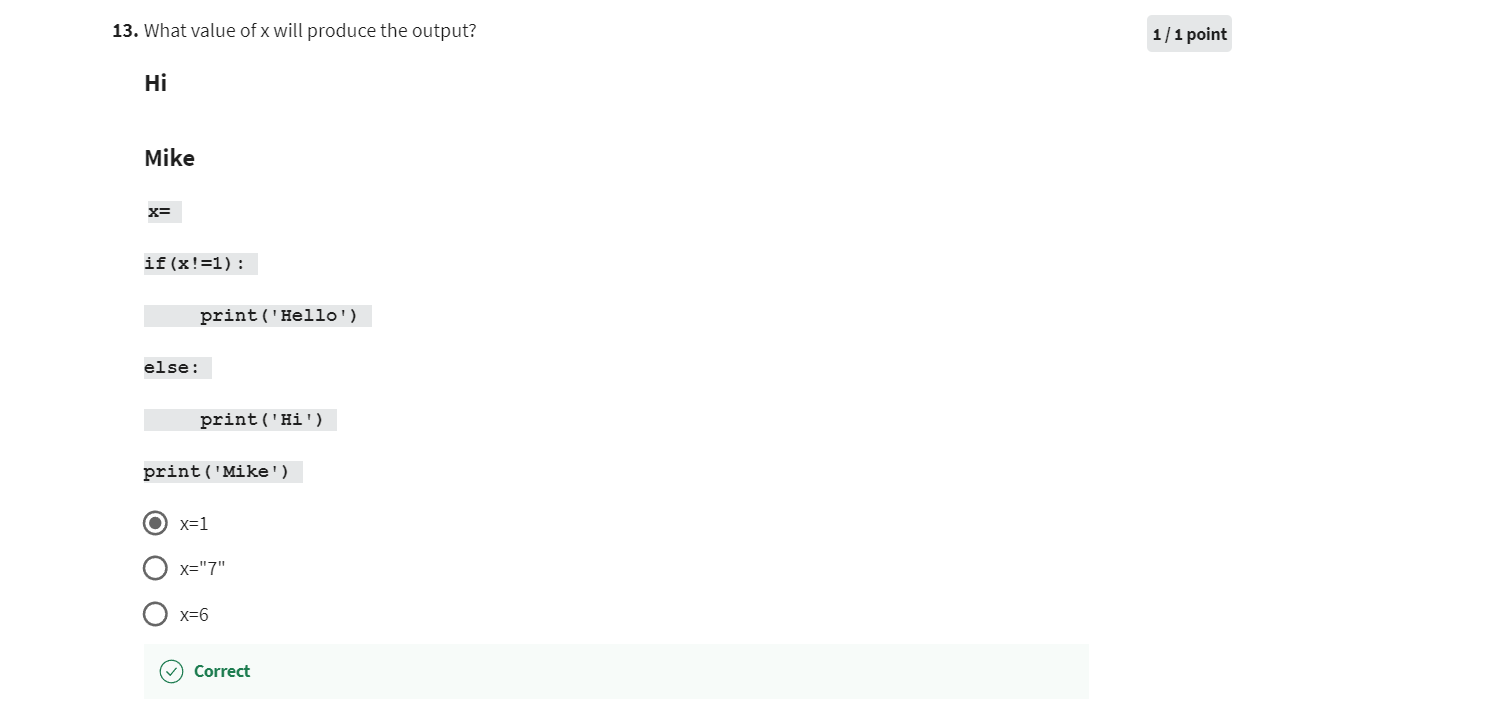 13. What value of x will produce the output?
1 / 1 point
Hi
Mike
x=
if(x!=1):
print('Hello')
else:
print('Hi')
print('Mike')
x=1
x="7"
x=6
Correct